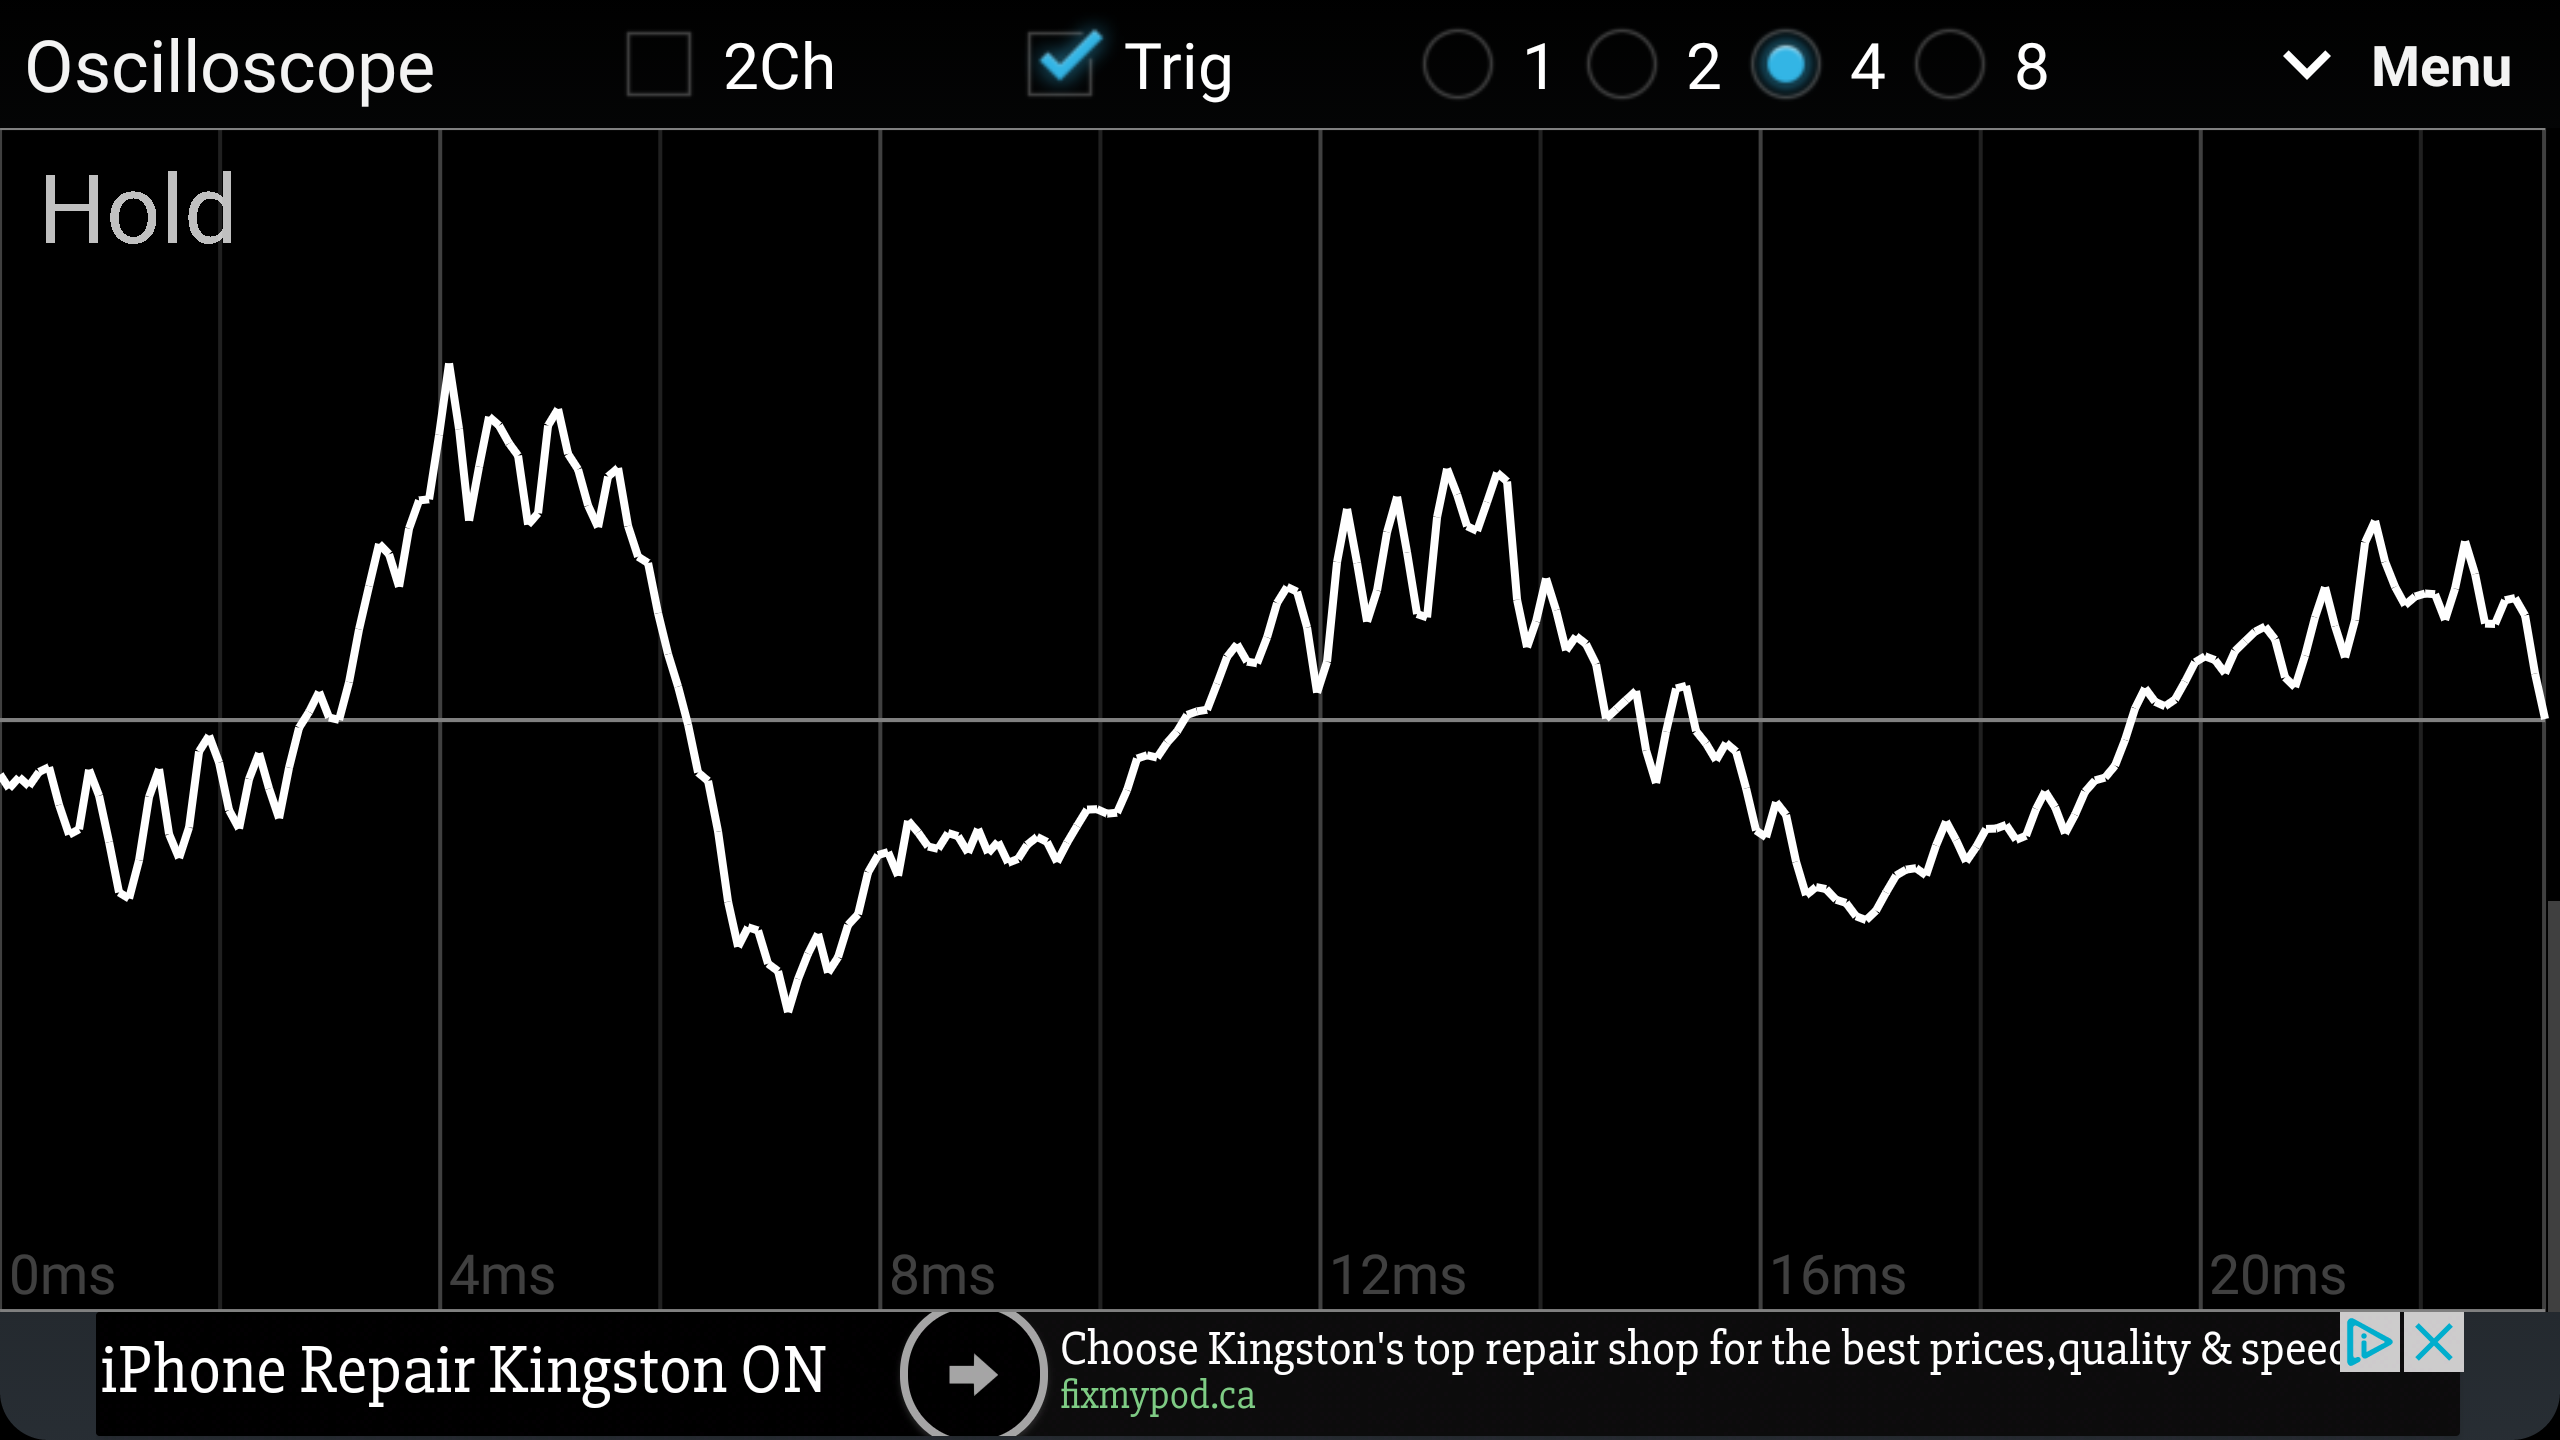 Oscilloscope 2Ch Trig 1 2 4 8 Menu
Hold
0ms 4ms 8ms 12ms 16ms 20ms
iPhone Repair Kingston ON
Choose Kingston's top repair shop for the best prices,quality & speed
fixmypod.ca